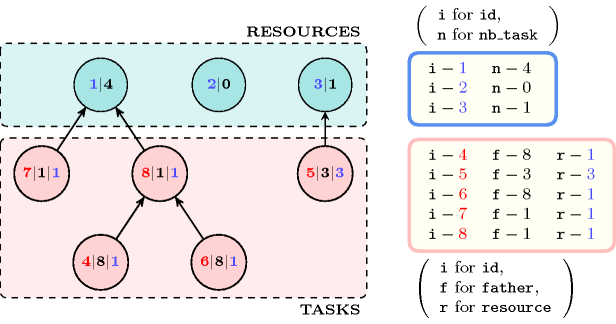 RESOURCES
1|4
2|0
3|1
7|1|1
8|1|1
5|3|3
4|8|1
6|8|1
TASKS
i for id,
n for nb_task
i – 1 n – 4
i – 2 n – 0
i – 3 n – 1
i – 4 f – 8 r – 1
i – 5 f – 3 r – 3
i – 6 f – 8 r – 1
i – 7 f – 1 r – 1
i – 8 f – 1 r – 1
i for id,
f for father,
r for resource